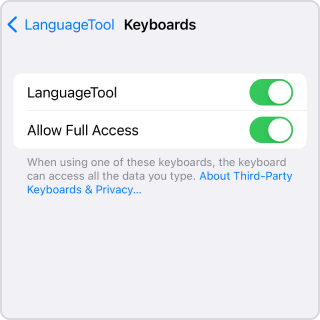 LanguageTool Keyboards
LanguageTool
Allow Full Access
When using one of these keyboards, the keyboard
can access all the data you type. About Third-Party
Keyboards & Privacy...